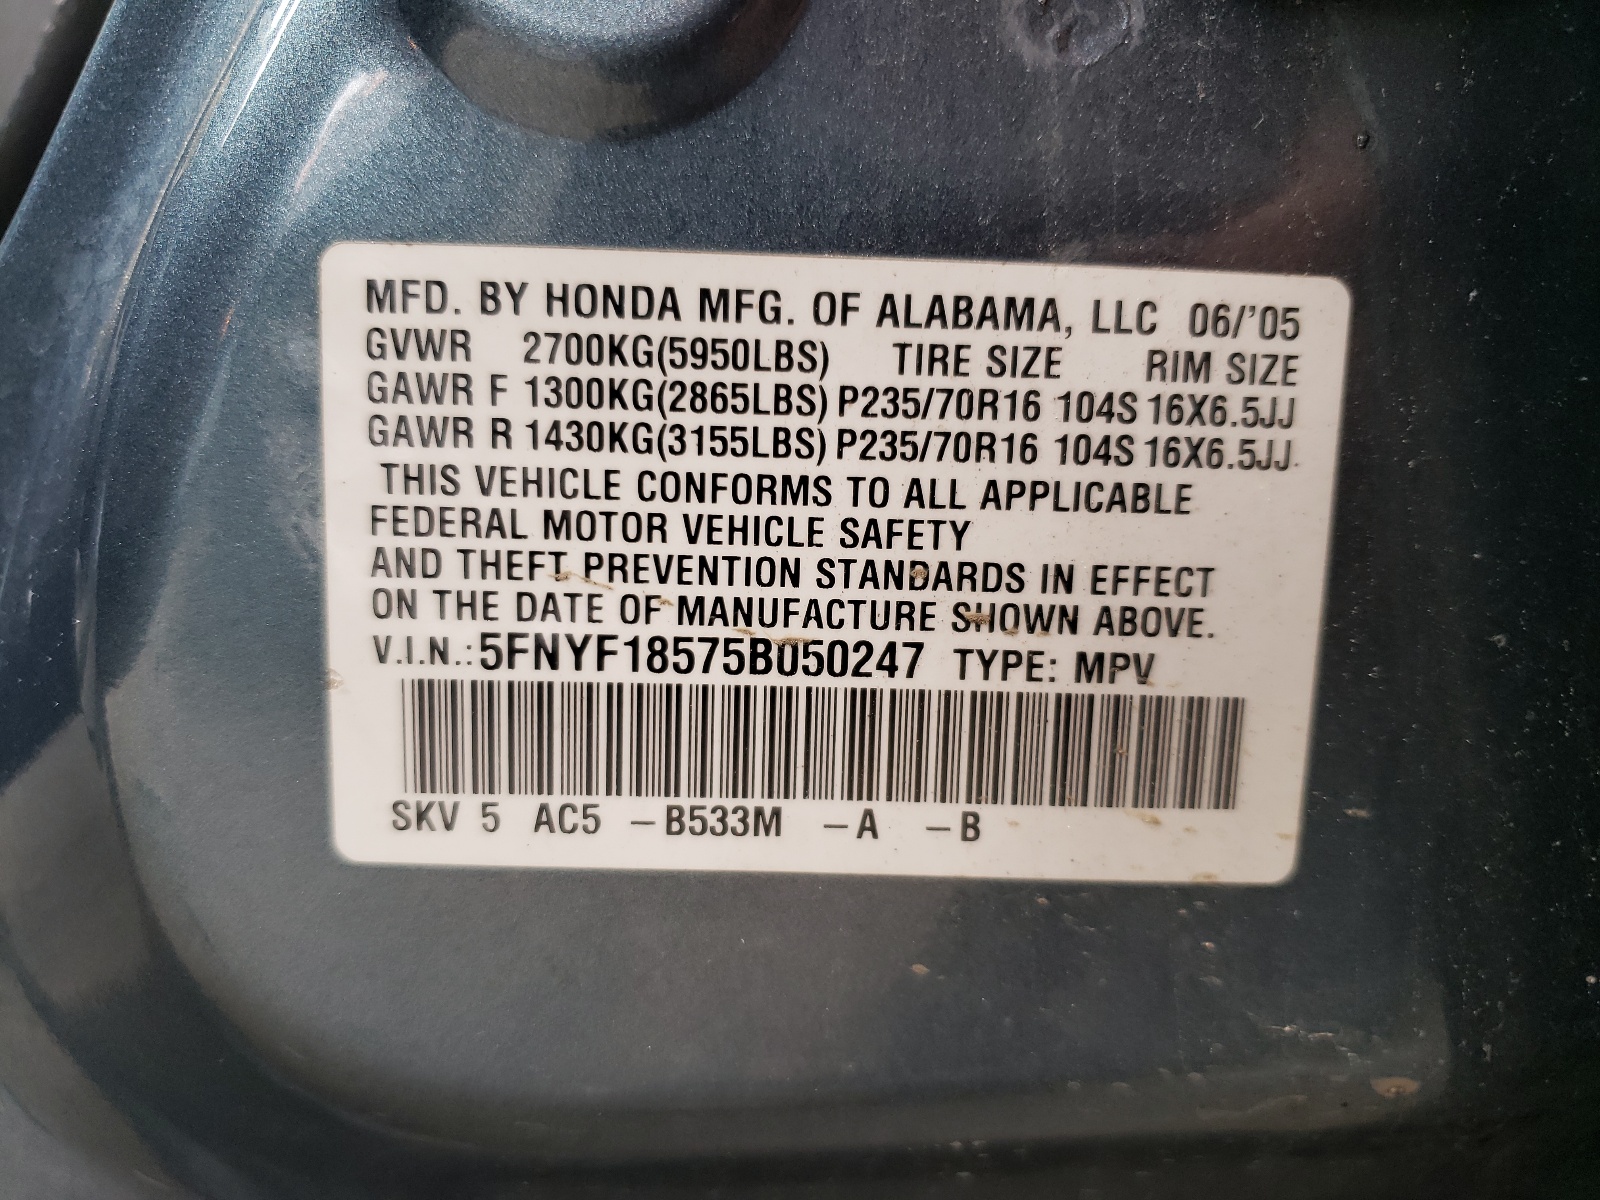 MFD. BY HONDA MFG. OF ALABAMA, LLC 06/'05
GVWR 2700KG(5950LBS) TIRE SIZE RIM SIZE
GAWR F 1300KG(2865LBS) P235/70R16 104S 16X6.5JJ
GAWR R 1430KG(3155LBS) P235/70R16 104S 16X6.5JJ
THIS VEHICLE CONFORMS TO ALL APPLICABLE
FEDERAL MOTOR VEHICLE SAFETY
AND THEFT PREVENTION STANDARDS IN EFFECT
ON THE DATE OF MANUFACTURE SHOWN ABOVE.
V.I.N.: 5FNYF18575B050247 TYPE: MPV
SKV 5 AC5 -B533M -A -B